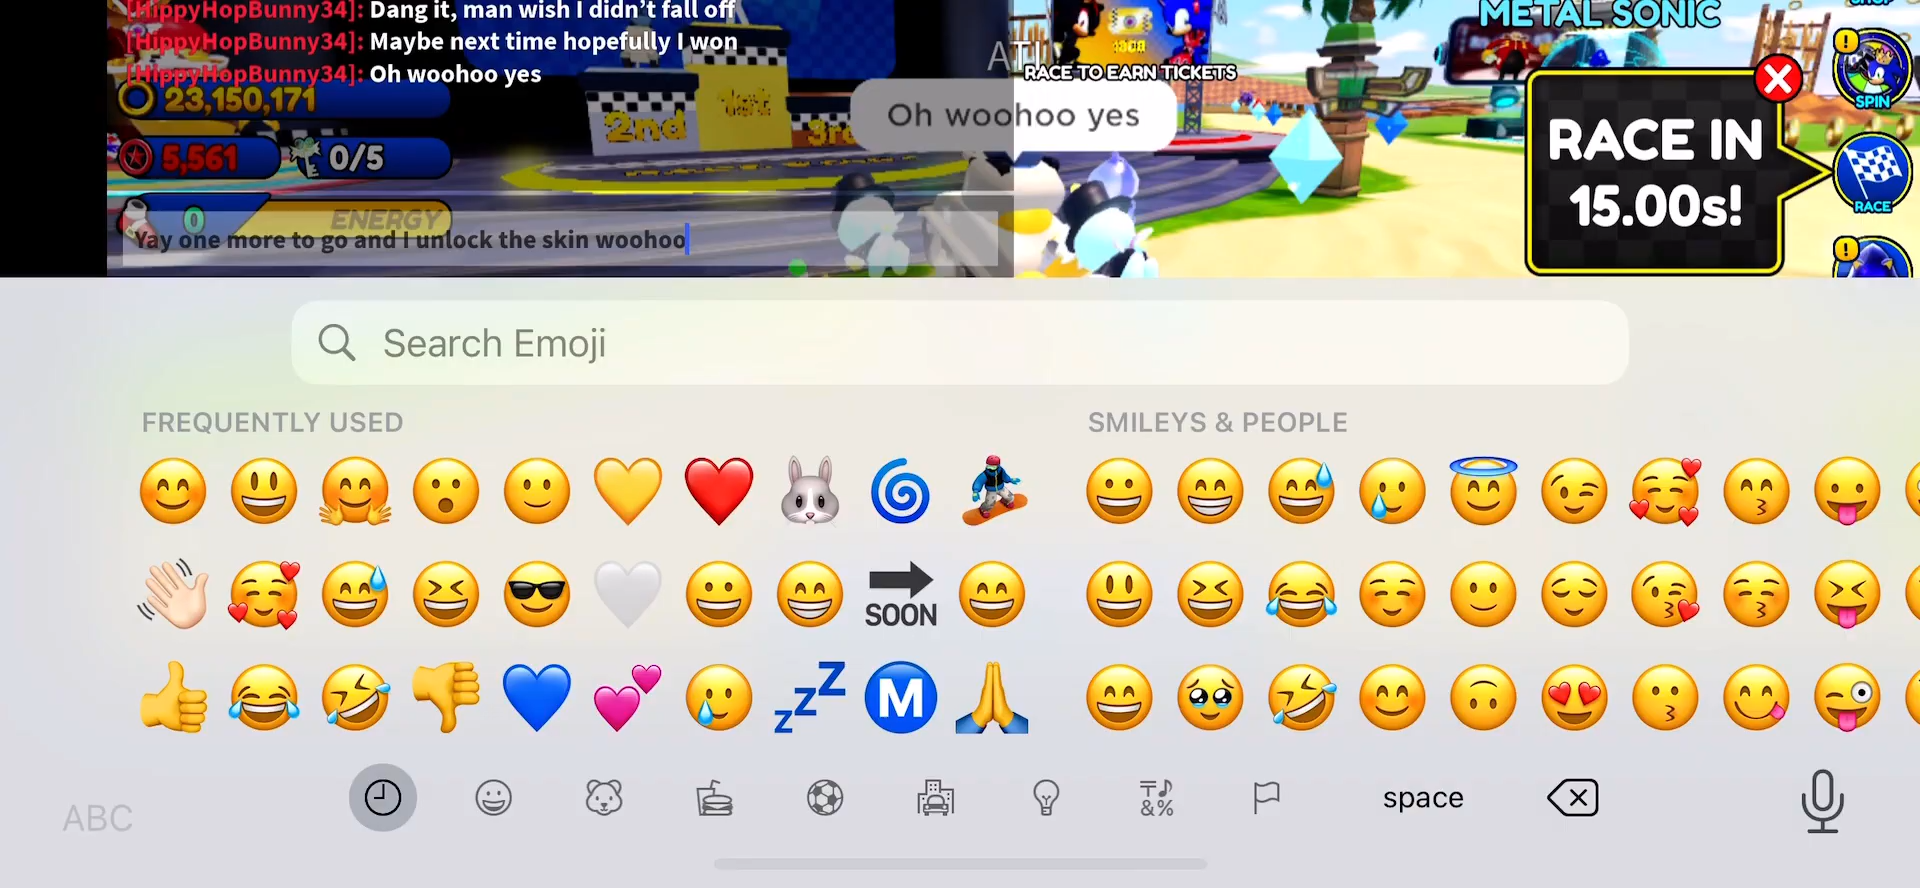 [HippyHopBunny34]: Dang it, man wish I didn't fall off
[HippyHopBunny34]: Maybe next time hopefully I won
[HippyHopBunny34]: Oh woohoo yes
23,150,171
5,561
0/5
0
ENERGY
Yay one more to go and I unlock the skin woohoo
2nd
1st
3rd
Oh woohoo yes
RACE TO EARN TICKETS
METAL SONIC
RACE IN
15.00s!
SPIN
RACE
Search Emoji
FREQUENTLY USED
SMILEYS & PEOPLE
SOON
zzZ
M
ABC
&%
space